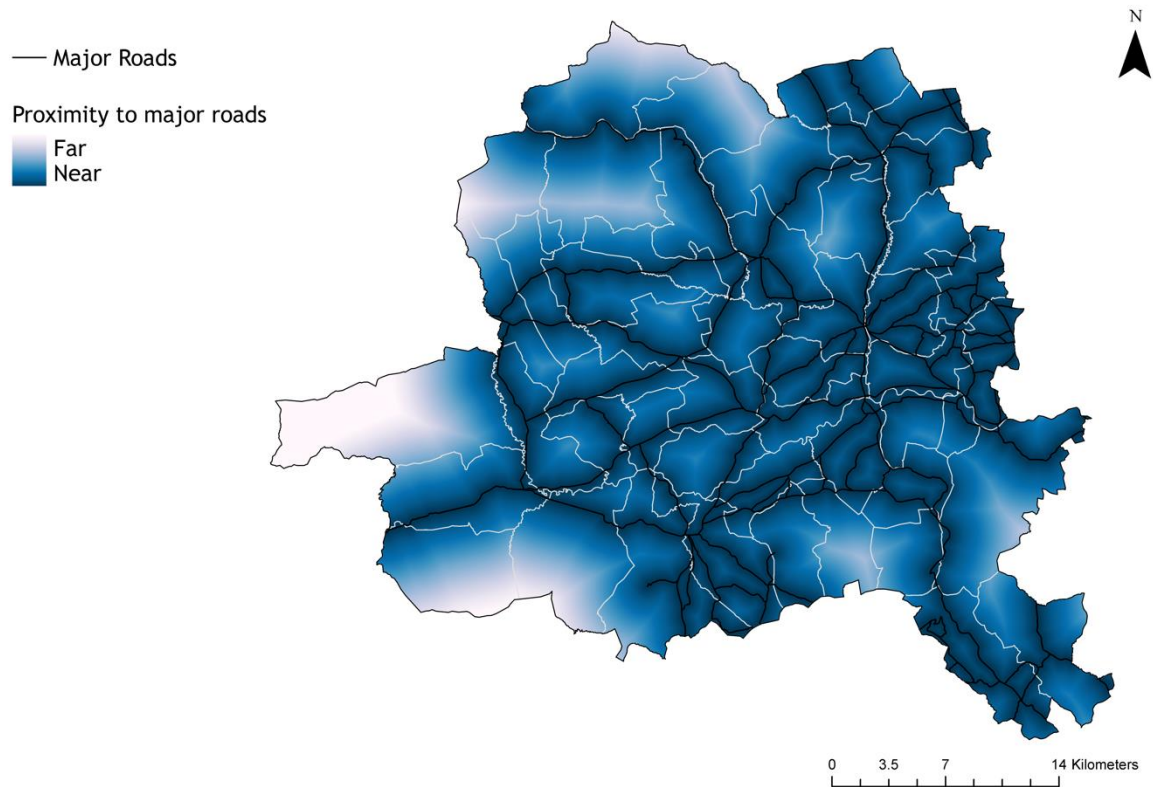 N
Major Roads
Proximity to major roads
Far
Near
0 3.5 7 14 Kilometers